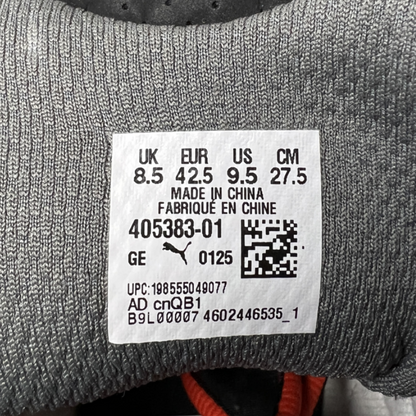 UK EUR US CM
8.5 42.5 9.5 27.5
MADE IN CHINA
FABRIQUÉ EN CHINE
405383-01
GE 0125
UPC:198555049077
AD cnQB1
B9L00007 4602446535_1